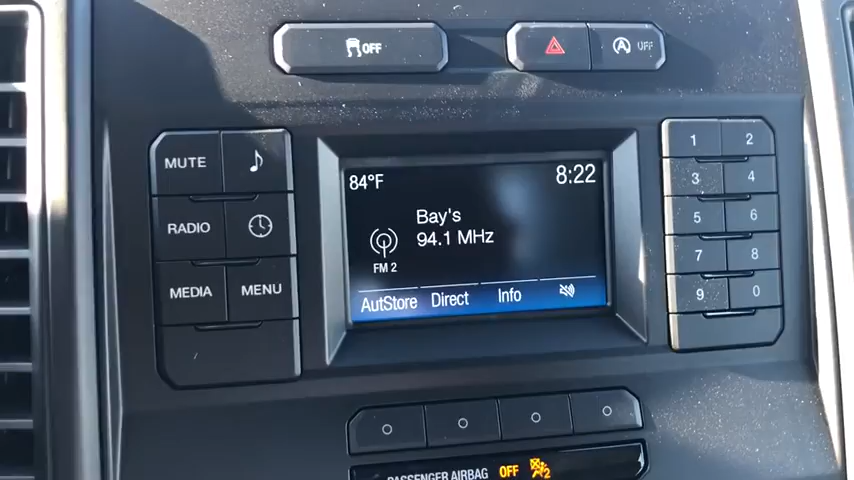 OFF
OFF
MUTE
RADIO
MEDIA
MENU
84°F
8:22
Bay's
94.1 MHz
FM 2
AutStore Direct Info
1 2
3 4
5 6
7 8
9 0
PASSENGER AIRBAG OFF 2